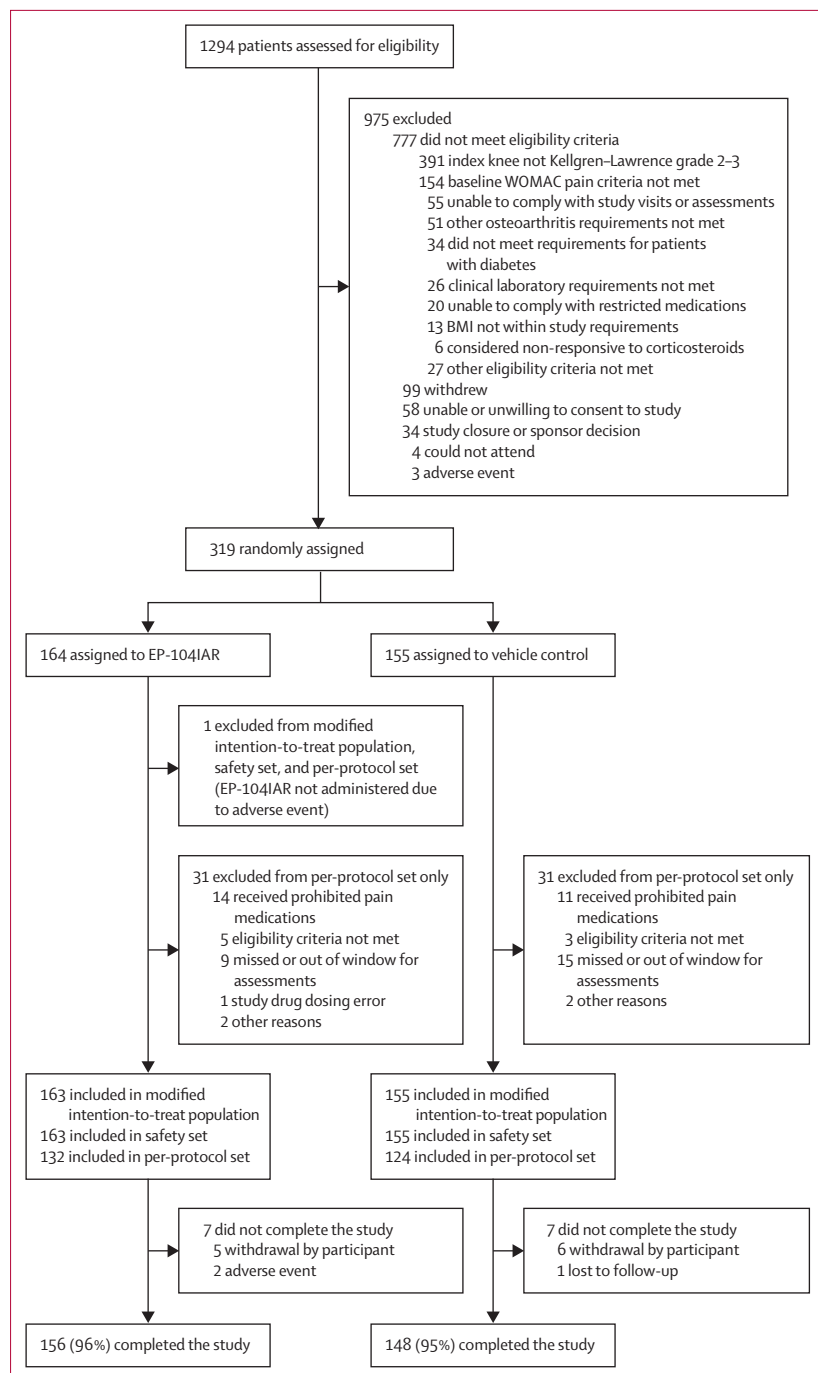 1294 patients assessed for eligibility
975 excluded
777 did not meet eligibility criteria
391 index knee not Kellgren–Lawrence grade 2–3
154 baseline WOMAC pain criteria not met
55 unable to comply with study visits or assessments
51 other osteoarthritis requirements not met
34 did not meet requirements for patients
with diabetes
26 clinical laboratory requirements not met
20 unable to comply with restricted medications
13 BMI not within study requirements
6 considered non-responsive to corticosteroids
27 other eligibility criteria not met
99 withdrew
58 unable or unwilling to consent to study
34 study closure or sponsor decision
4 could not attend
3 adverse event
319 randomly assigned
164 assigned to EP-104IAR
155 assigned to vehicle control
1 excluded from modified
intention-to-treat population,
safety set, and per-protocol set
(EP-104IAR not administered due
to adverse event)
31 excluded from per-protocol set only
14 received prohibited pain
medications
5 eligibility criteria not met
9 missed or out of window for
assessments
1 study drug dosing error
2 other reasons
31 excluded from per-protocol set only
11 received prohibited pain
medications
3 eligibility criteria not met
15 missed or out of window for
assessments
2 other reasons
163 included in modified
intention-to-treat population
163 included in safety set
132 included in per-protocol set
155 included in modified
intention-to-treat population
155 included in safety set
124 included in per-protocol set
7 did not complete the study
5 withdrawal by participant
2 adverse event
7 did not complete the study
6 withdrawal by participant
1 lost to follow-up
156 (96%) completed the study
148 (95%) completed the study